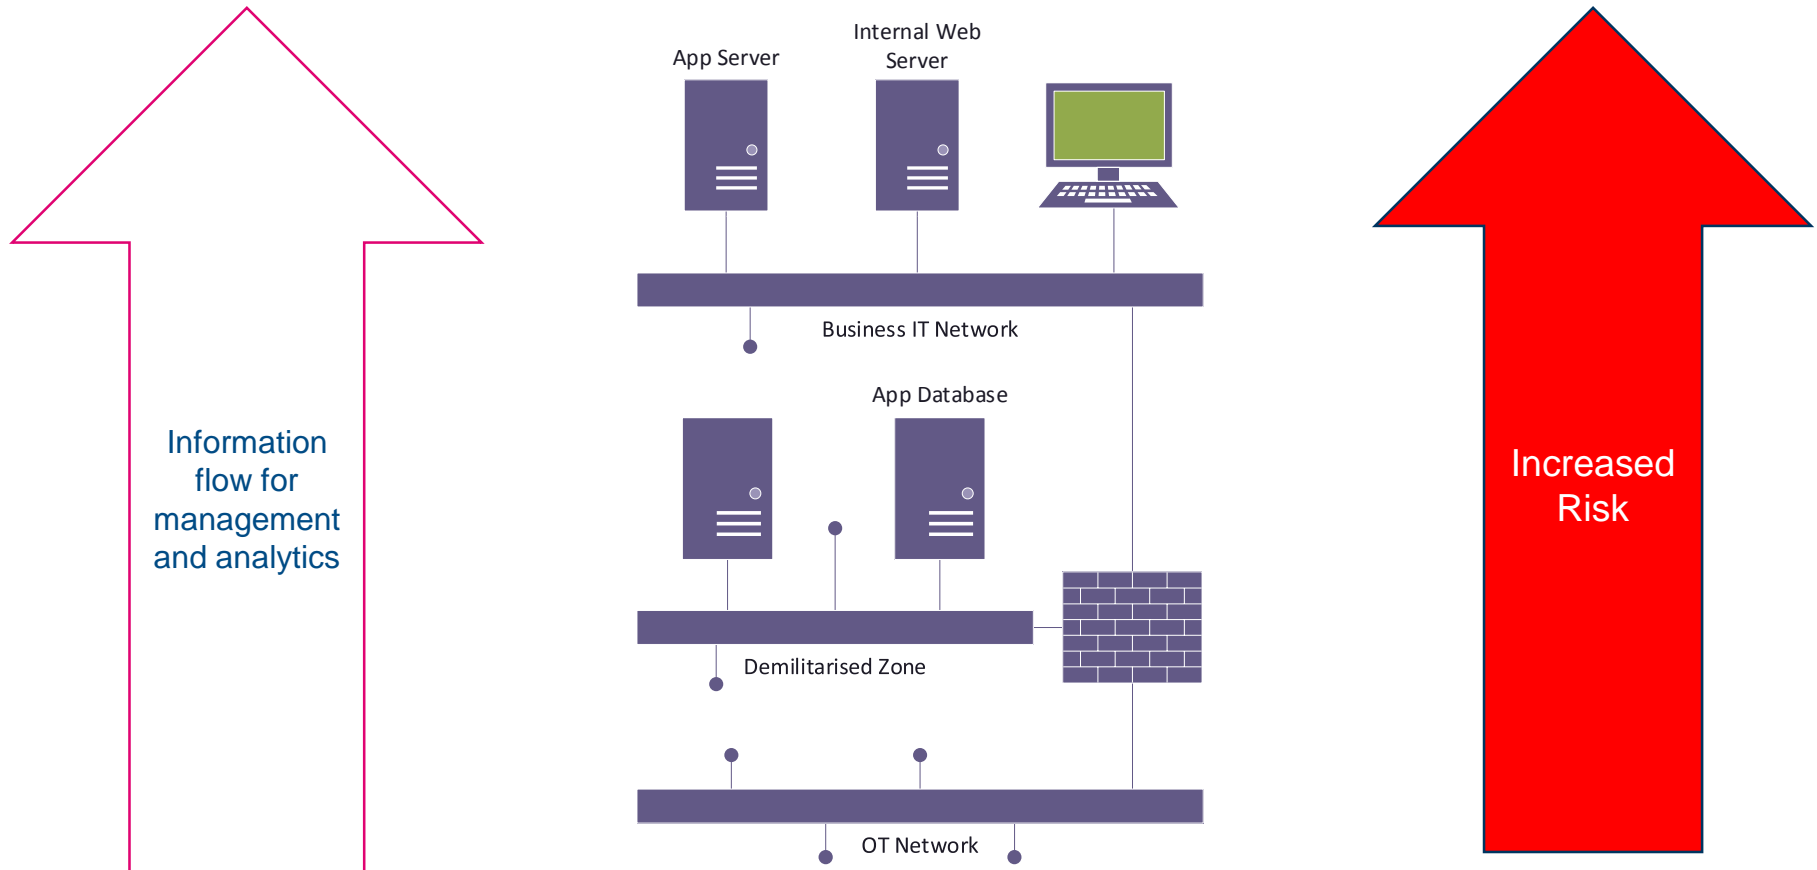 App Server
Internal Web
Server
Business IT Network
App Database
Information
flow for
management
and analytics
Increased
Risk
Demilitarised Zone
OT Network